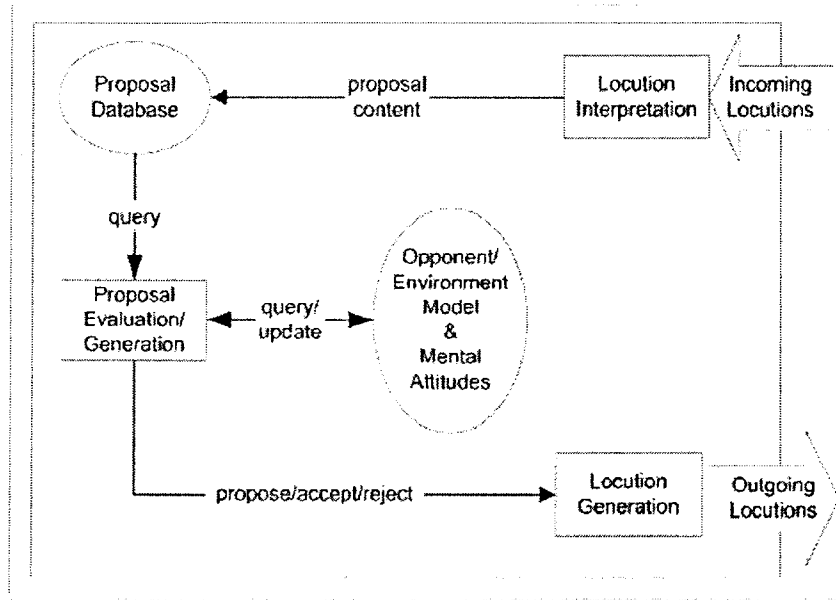 Proposal
Database
proposal
content
Locution
Interpretation
Incoming
Locutions
query
Proposal
Evaluation/
Generation
query/
update
Opponent/
Environment
Model
&
Mental
Attitudes
propose/accept/reject
Locution
Generation
Outgoing
Locutions